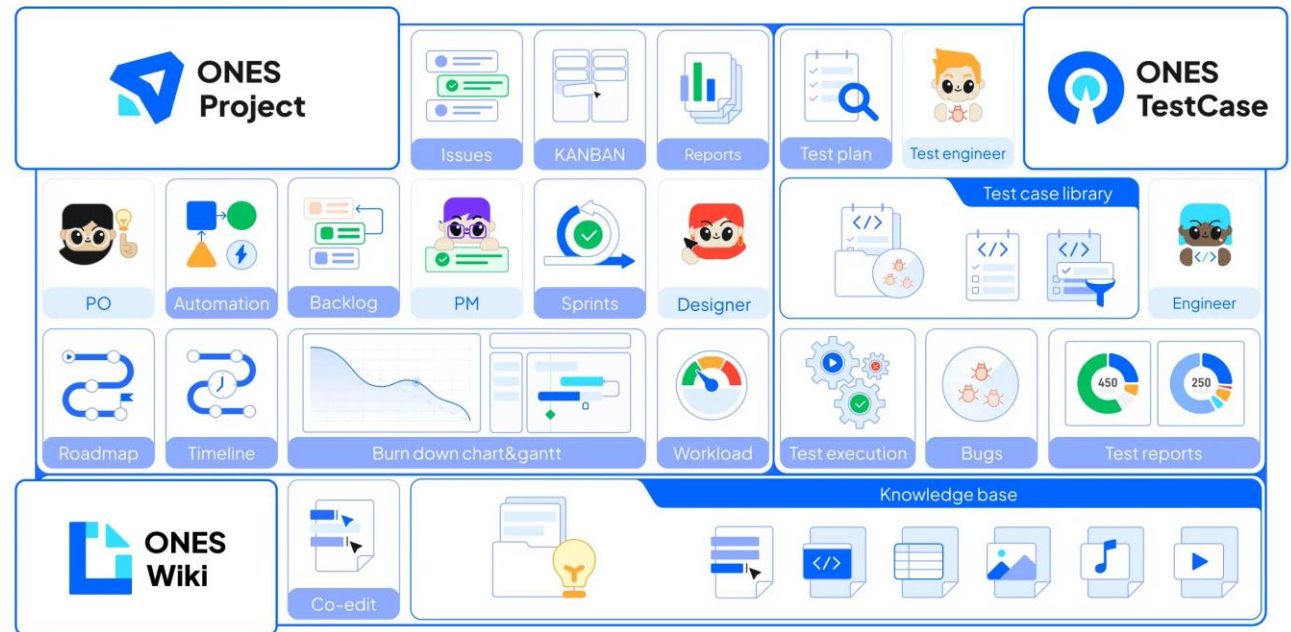 ONES
Project
Issues
KANBAN
Reports
Test plan
Test engineer
ONES
TestCase
PO
Automation
Backlog
PM
Sprints
Designer
Test case library
</>
</>
</>
</>
Engineer
Roadmap
Timeline
Burn down chart&gantt
Workload
Test execution
Bugs
450
250
Test reports
ONES
Wiki
Co-edit
Knowledge base
</>